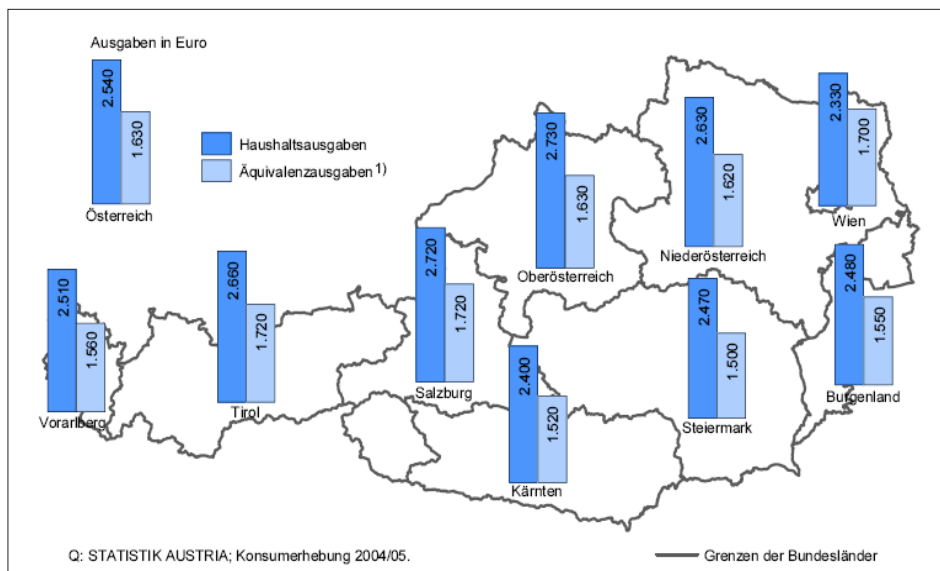 Ausgaben in Euro
2.540
1.630
Österreich
Haushaltsausgaben
Äquivalenzausgaben 1)
2.730
1.630
Oberösterreich
2.630
1.620
Niederösterreich
2.330
1.700
Wien
2.510
1.560
Vorarlberg
2.660
1.720
Tirol
2.720
1.720
Salzburg
2.400
1.520
Kärnten
2.470
1.500
Steiermark
2.480
1.550
Burgenland
Q: STATISTIK AUSTRIA; Konsumerhebung 2004/05.
Grenzen der Bundesländer